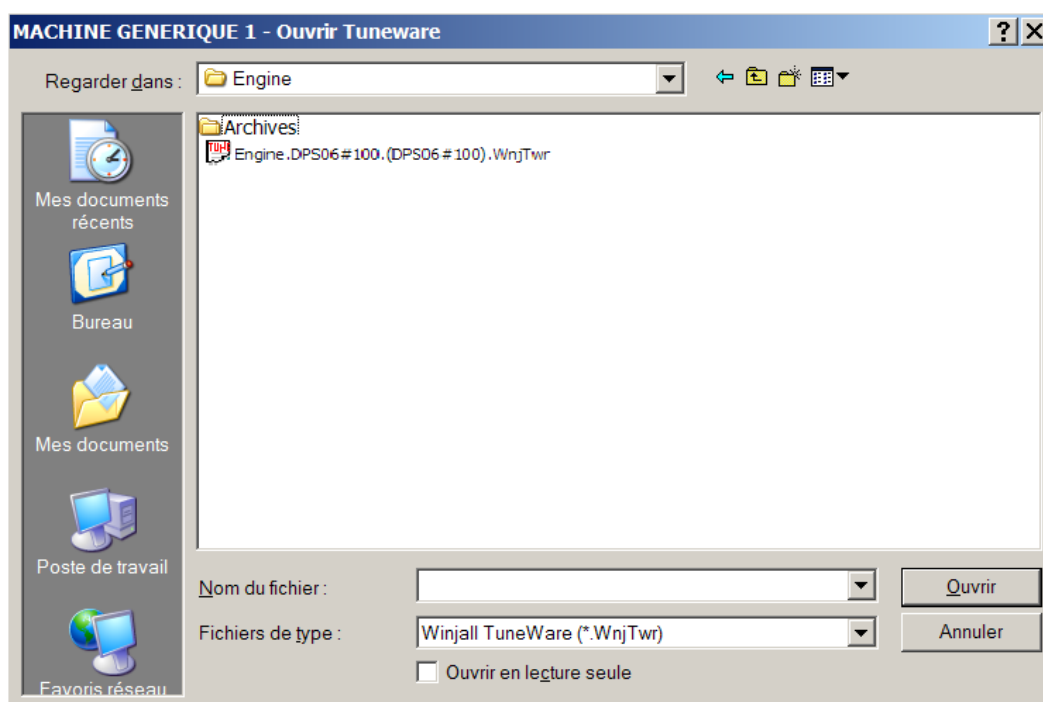 MACHINE GENERIQUE 1 - Ouvrir Tuneware
Regarder dans :
Engine
Archives
Engine.DPS06#100.(DPS06#100).WnjTwr
Mes documents
récents
Bureau
Mes documents
Poste de travail
Favoris réseau
Nom du fichier :
Ouvrir
Fichiers de type :
Winjall TuneWare (*.WnjTwr)
Annuler
Ouvrir en lecture seule